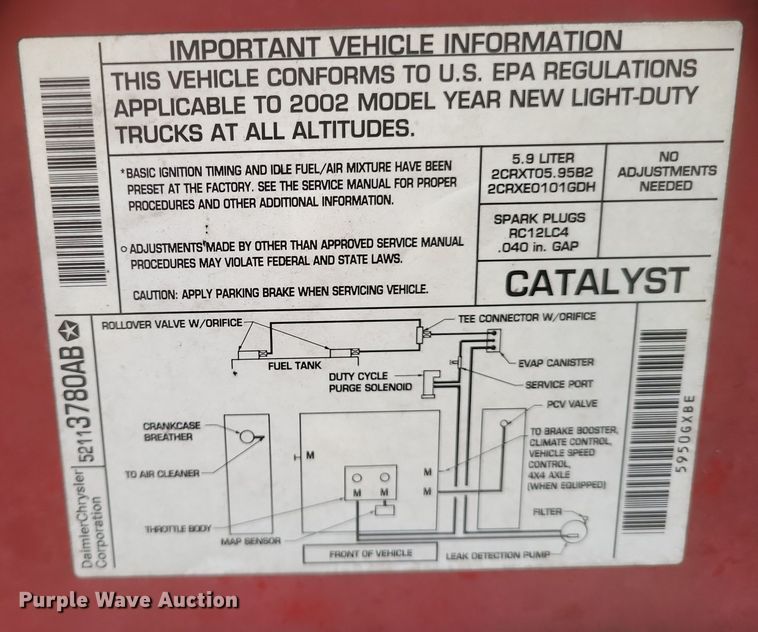 IMPORTANT VEHICLE INFORMATION
THIS VEHICLE CONFORMS TO U.S. EPA REGULATIONS
APPLICABLE TO 2002 MODEL YEAR NEW LIGHT-DUTY
TRUCKS AT ALL ALTITUDES.
*BASIC IGNITION TIMING AND IDLE FUEL/AIR MIXTURE HAVE BEEN
PRESET AT THE FACTORY. SEE THE SERVICE MANUAL FOR PROPER
PROCEDURES AND OTHER ADDITIONAL INFORMATION.
ADJUSTMENTS MADE BY OTHER THAN APPROVED SERVICE MANUAL
PROCEDURES MAY VIOLATE FEDERAL AND STATE LAWS.
CAUTION: APPLY PARKING BRAKE WHEN SERVICING VEHICLE.
5.9 LITER
2CRXT05.95B2
2CRXE0101GDH
NO
ADJUSTMENTS
NEEDED
SPARK PLUGS
RC12LC4
.040 in. GAP
CATALYST
ROLLOVER VALVE W/ORIFICE
TEE CONNECTOR W/ORIFICE
FUEL TANK
EVAP CANISTER
DUTY CYCLE
PURGE SOLENOID
SERVICE PORT
PCV VALVE
CRANKCASE
BREATHER
TO AIR CLEANER
M
M
M
M
M
TO BRAKE BOOSTER,
CLIMATE CONTROL,
VEHICLE SPEED
CONTROL,
4X4 AXLE
(WHEN EQUIPPED)
THROTTLE BODY
MAP SENSOR
FILTER
FRONT OF VEHICLE
LEAK DETECTION PUMP
DaimlerChrysler
Corporation
52113780AB
5950GXBE
Purple Wave Auction